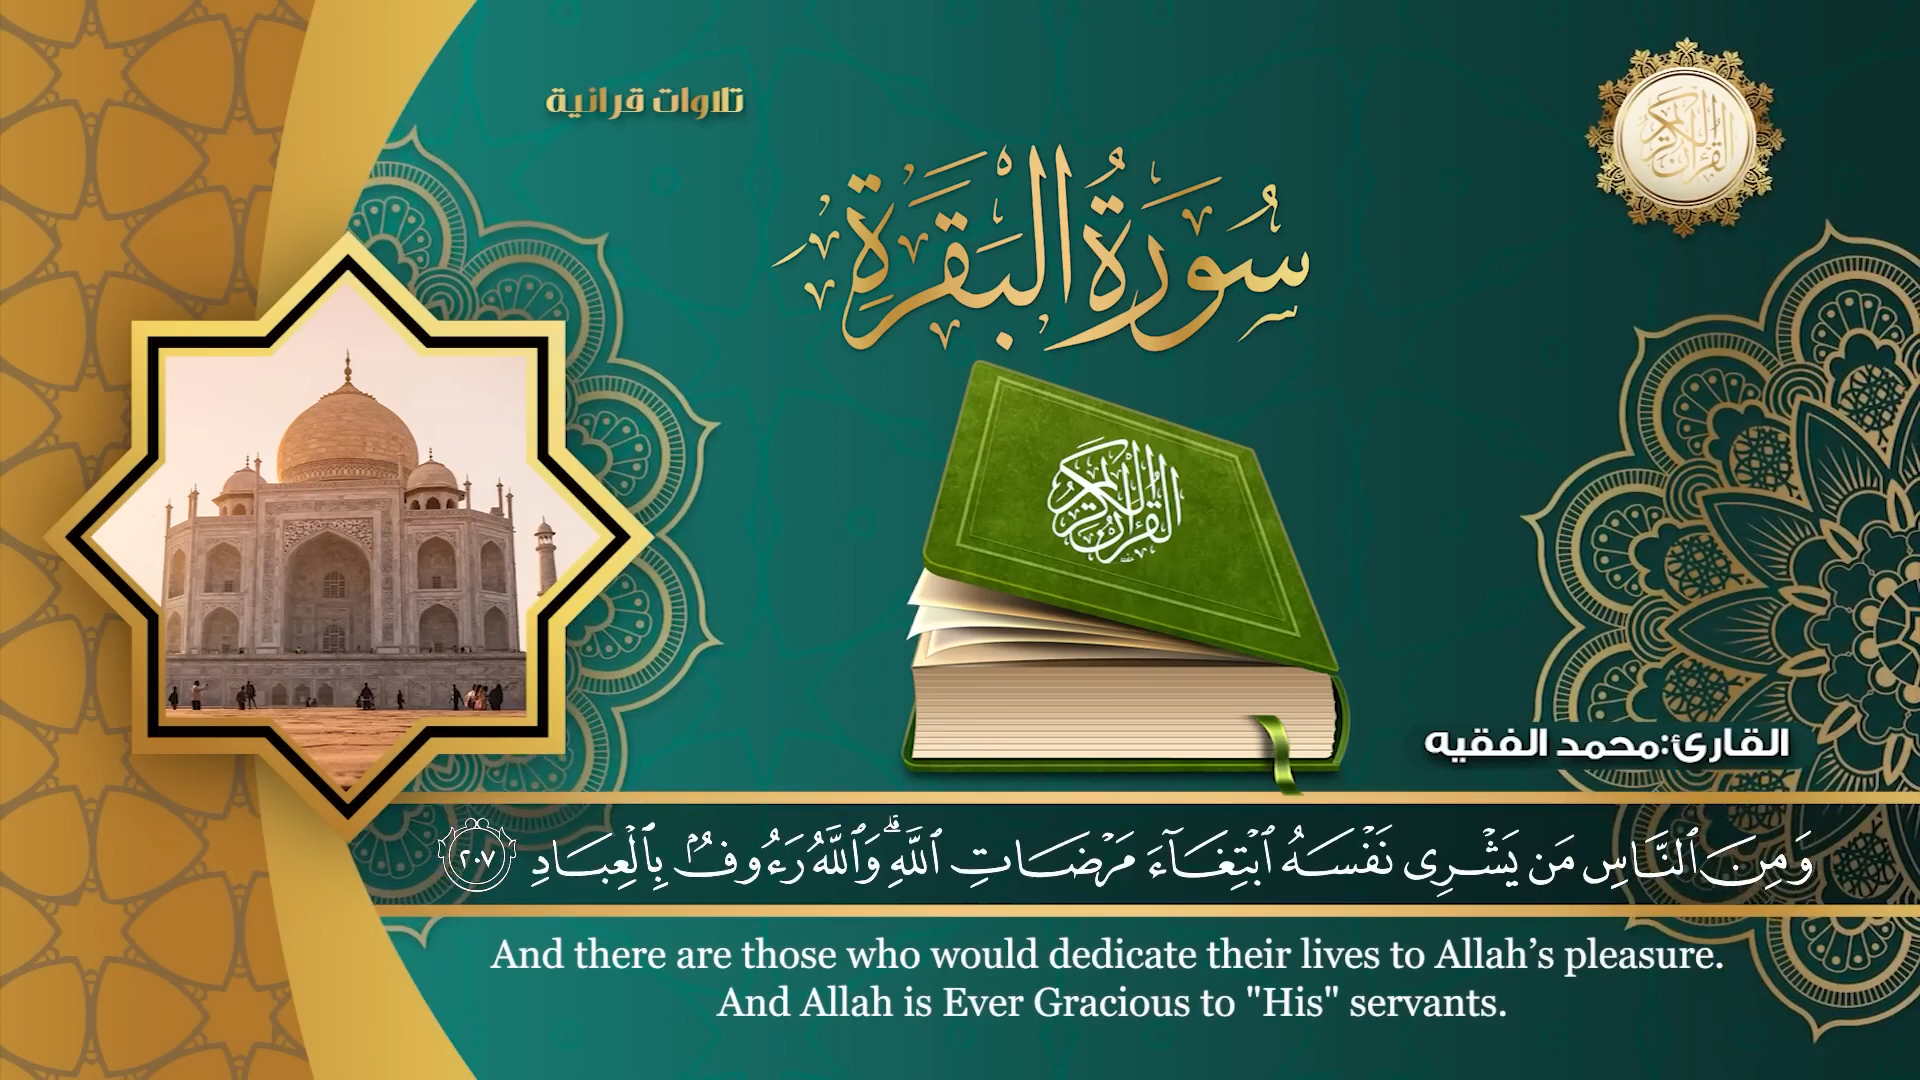 تلاوات قرانية
القرآن الكريم
سُورَةُ البَقَرَةِ
القرآن الكريم
القارئ:محمد الفقيه
وَمِنَ ٱلنَّاسِ مَن يَشْرِى نَفْسَهُ ٱبْتِغَآءَ مَرْضَاتِ ٱللَّهِ ۗ وَٱللَّهُ رَءُوفٌۢ بِٱلْعِبَادِ ٢٠٧
And there are those who would dedicate their lives to Allah’s pleasure.
And Allah is Ever Gracious to "His" servants.